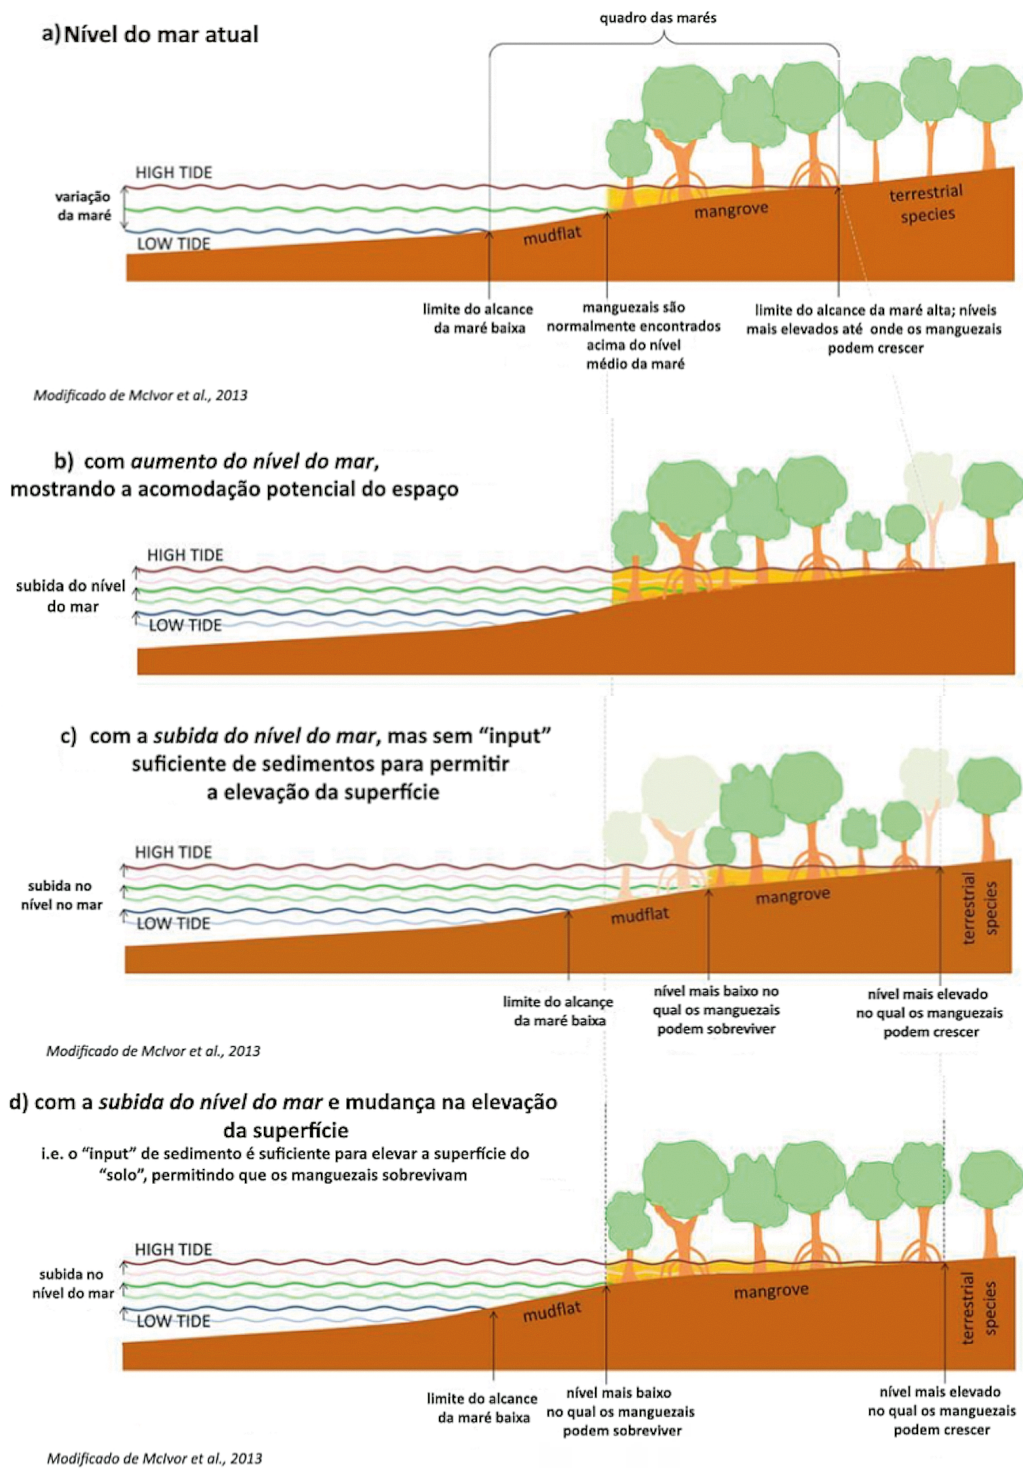 a) Nível do mar atual
quadro das marés
HIGH TIDE
variação
da maré
LOW TIDE
mudflat
mangrove
terrestrial
species
limite do alcance
da maré baixa
manguezais são
normalmente encontrados
acima do nível
médio da maré
limite do alcance da maré alta; níveis
mais elevados até onde os manguezais
podem crescer
Modificado de McIvor et al., 2013
b) com aumento do nível do mar,
mostrando a acomodação potencial do espaço
HIGH TIDE
subida do nível
do mar
LOW TIDE
c) com a subida do nível do mar, mas sem “input”
suficiente de sedimentos para permitir
a elevação da superfície
HIGH TIDE
subida no
nível no mar
LOW TIDE
mudflat
mangrove
terrestrial
species
limite do alcançe
da maré baixa
nível mais baixo no
qual os manguezais
podem sobreviver
nível mais elevado
no qual os manguezais
podem crescer
Modificado de McIvor et al., 2013
d) com a subida do nível do mar e mudança na elevação
da superfície
i.e. o “input” de sedimento é suficiente para elevar a superfície do
“solo”, permitindo que os manguezais sobrevivam
HIGH TIDE
subida no
nível do mar
LOW TIDE
mudflat
mangrove
terrestrial
species
limite do alcance
da maré baixa
nível mais baixo
no qual os manguezais
podem sobreviver
nível mais elevado
no qual os manguezais
podem crescer
Modificado de McIvor et al., 2013